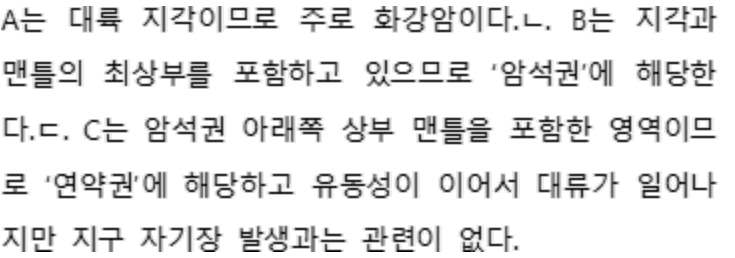 A는 대륙 지각이므로 주로 화강암이다.ㄴ. B는 지각과
맨틀의 최상부를 포함하고 있으므로 ‘암석권’에 해당한
다.ㄷ. C는 암석권 아래쪽 상부 맨틀을 포함한 영역이므
로 ‘연약권’에 해당하고 유동성이 이어서 대류가 일어나
지만 지구 자기장 발생과는 관련이 없다.